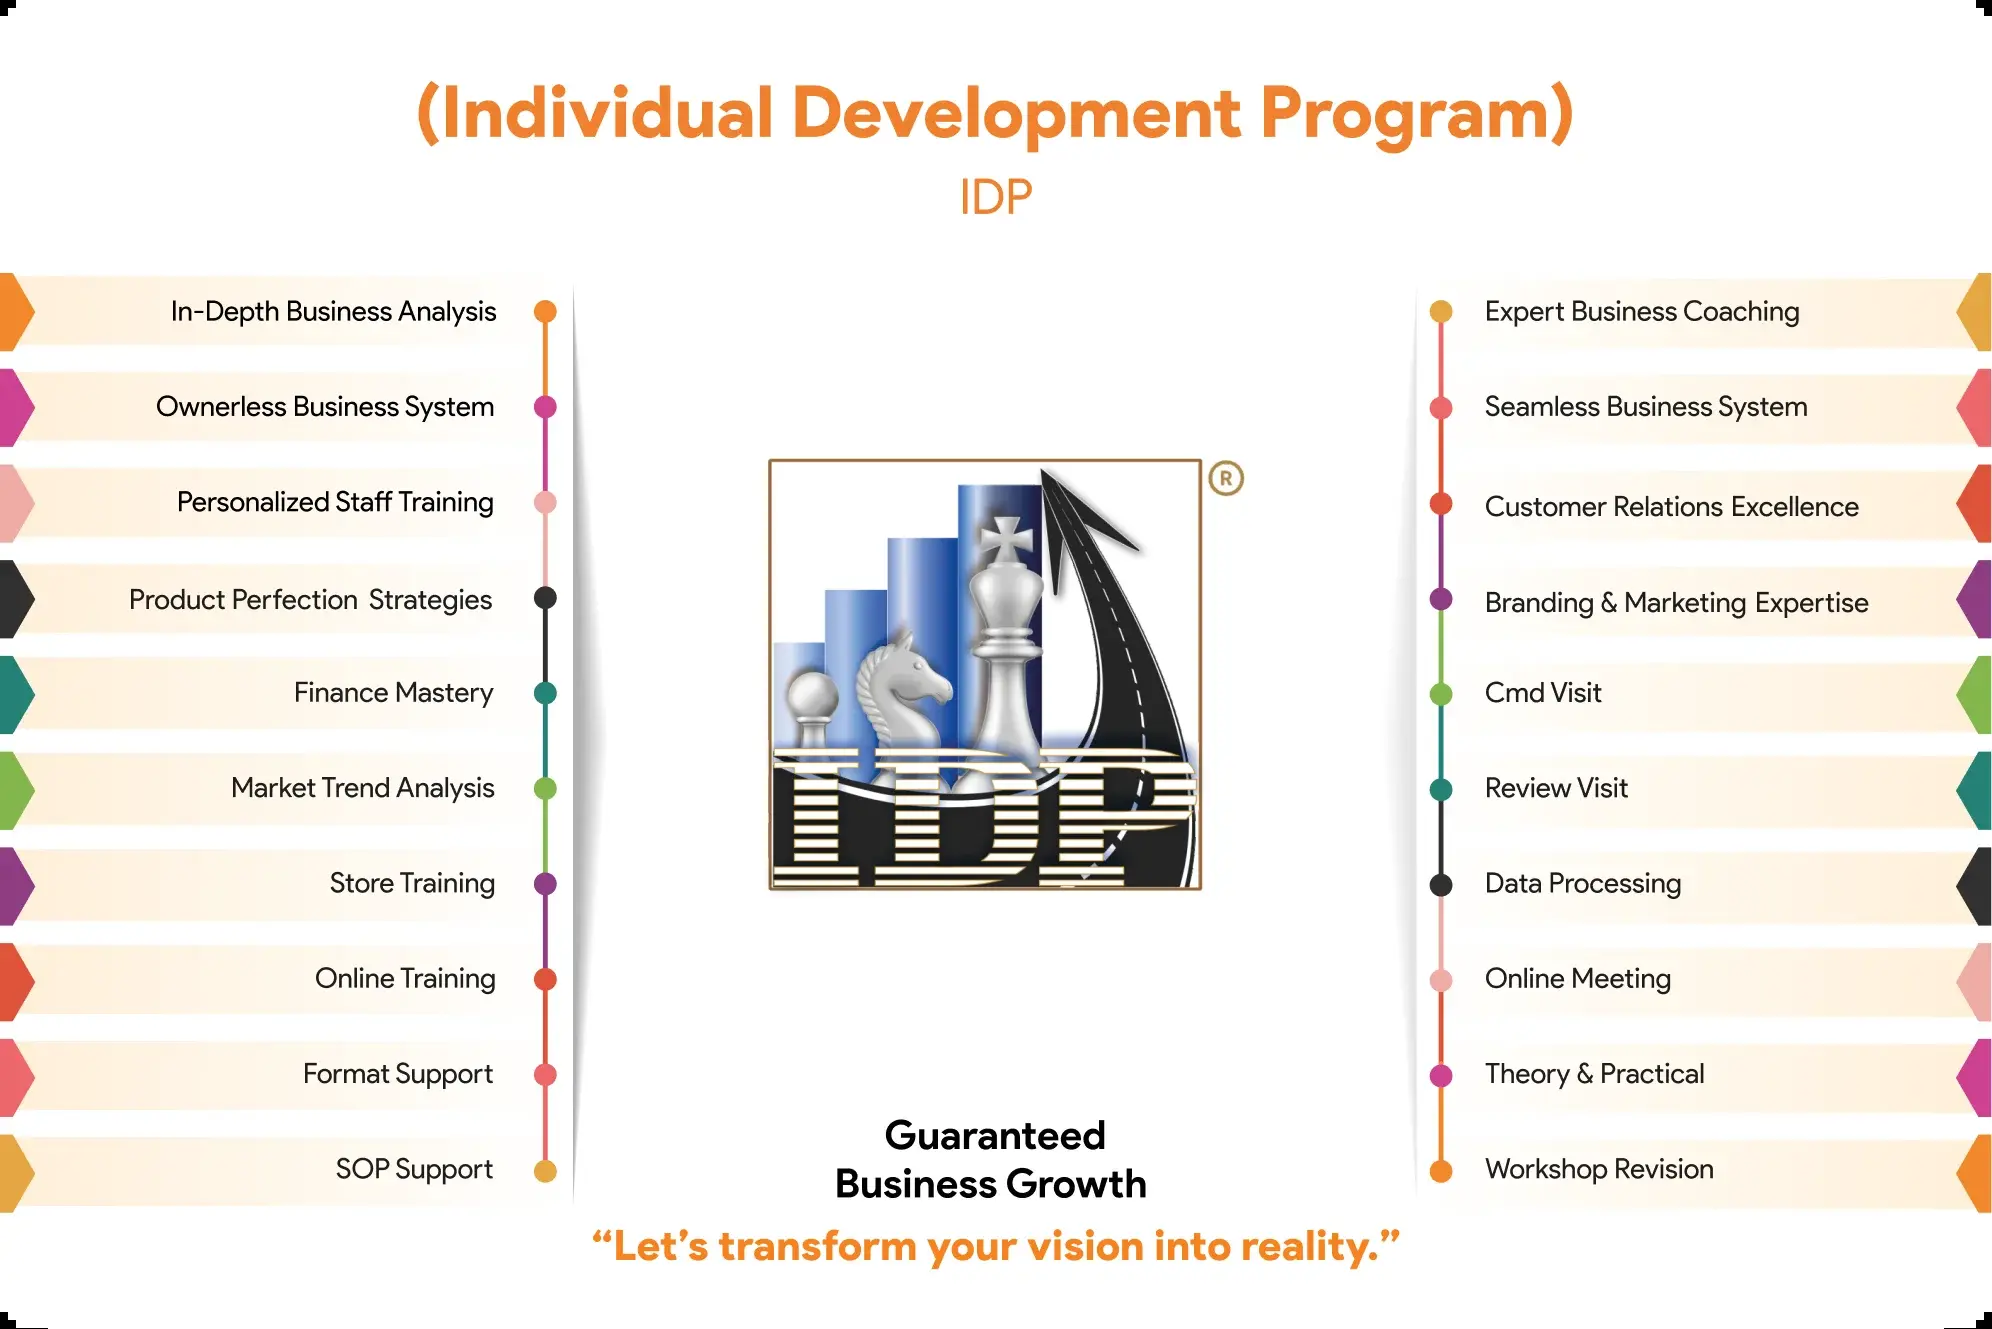 (Individual Development Program)
IDP
In-Depth Business Analysis
Ownerless Business System
Personalized Staff Training
Product Perfection Strategies
Finance Mastery
Market Trend Analysis
Store Training
Online Training
Format Support
SOP Support
®
IDP
Guaranteed
Business Growth
“Let’s transform your vision into reality.”
Expert Business Coaching
Seamless Business System
Customer Relations Excellence
Branding & Marketing Expertise
Cmd Visit
Review Visit
Data Processing
Online Meeting
Theory & Practical
Workshop Revision